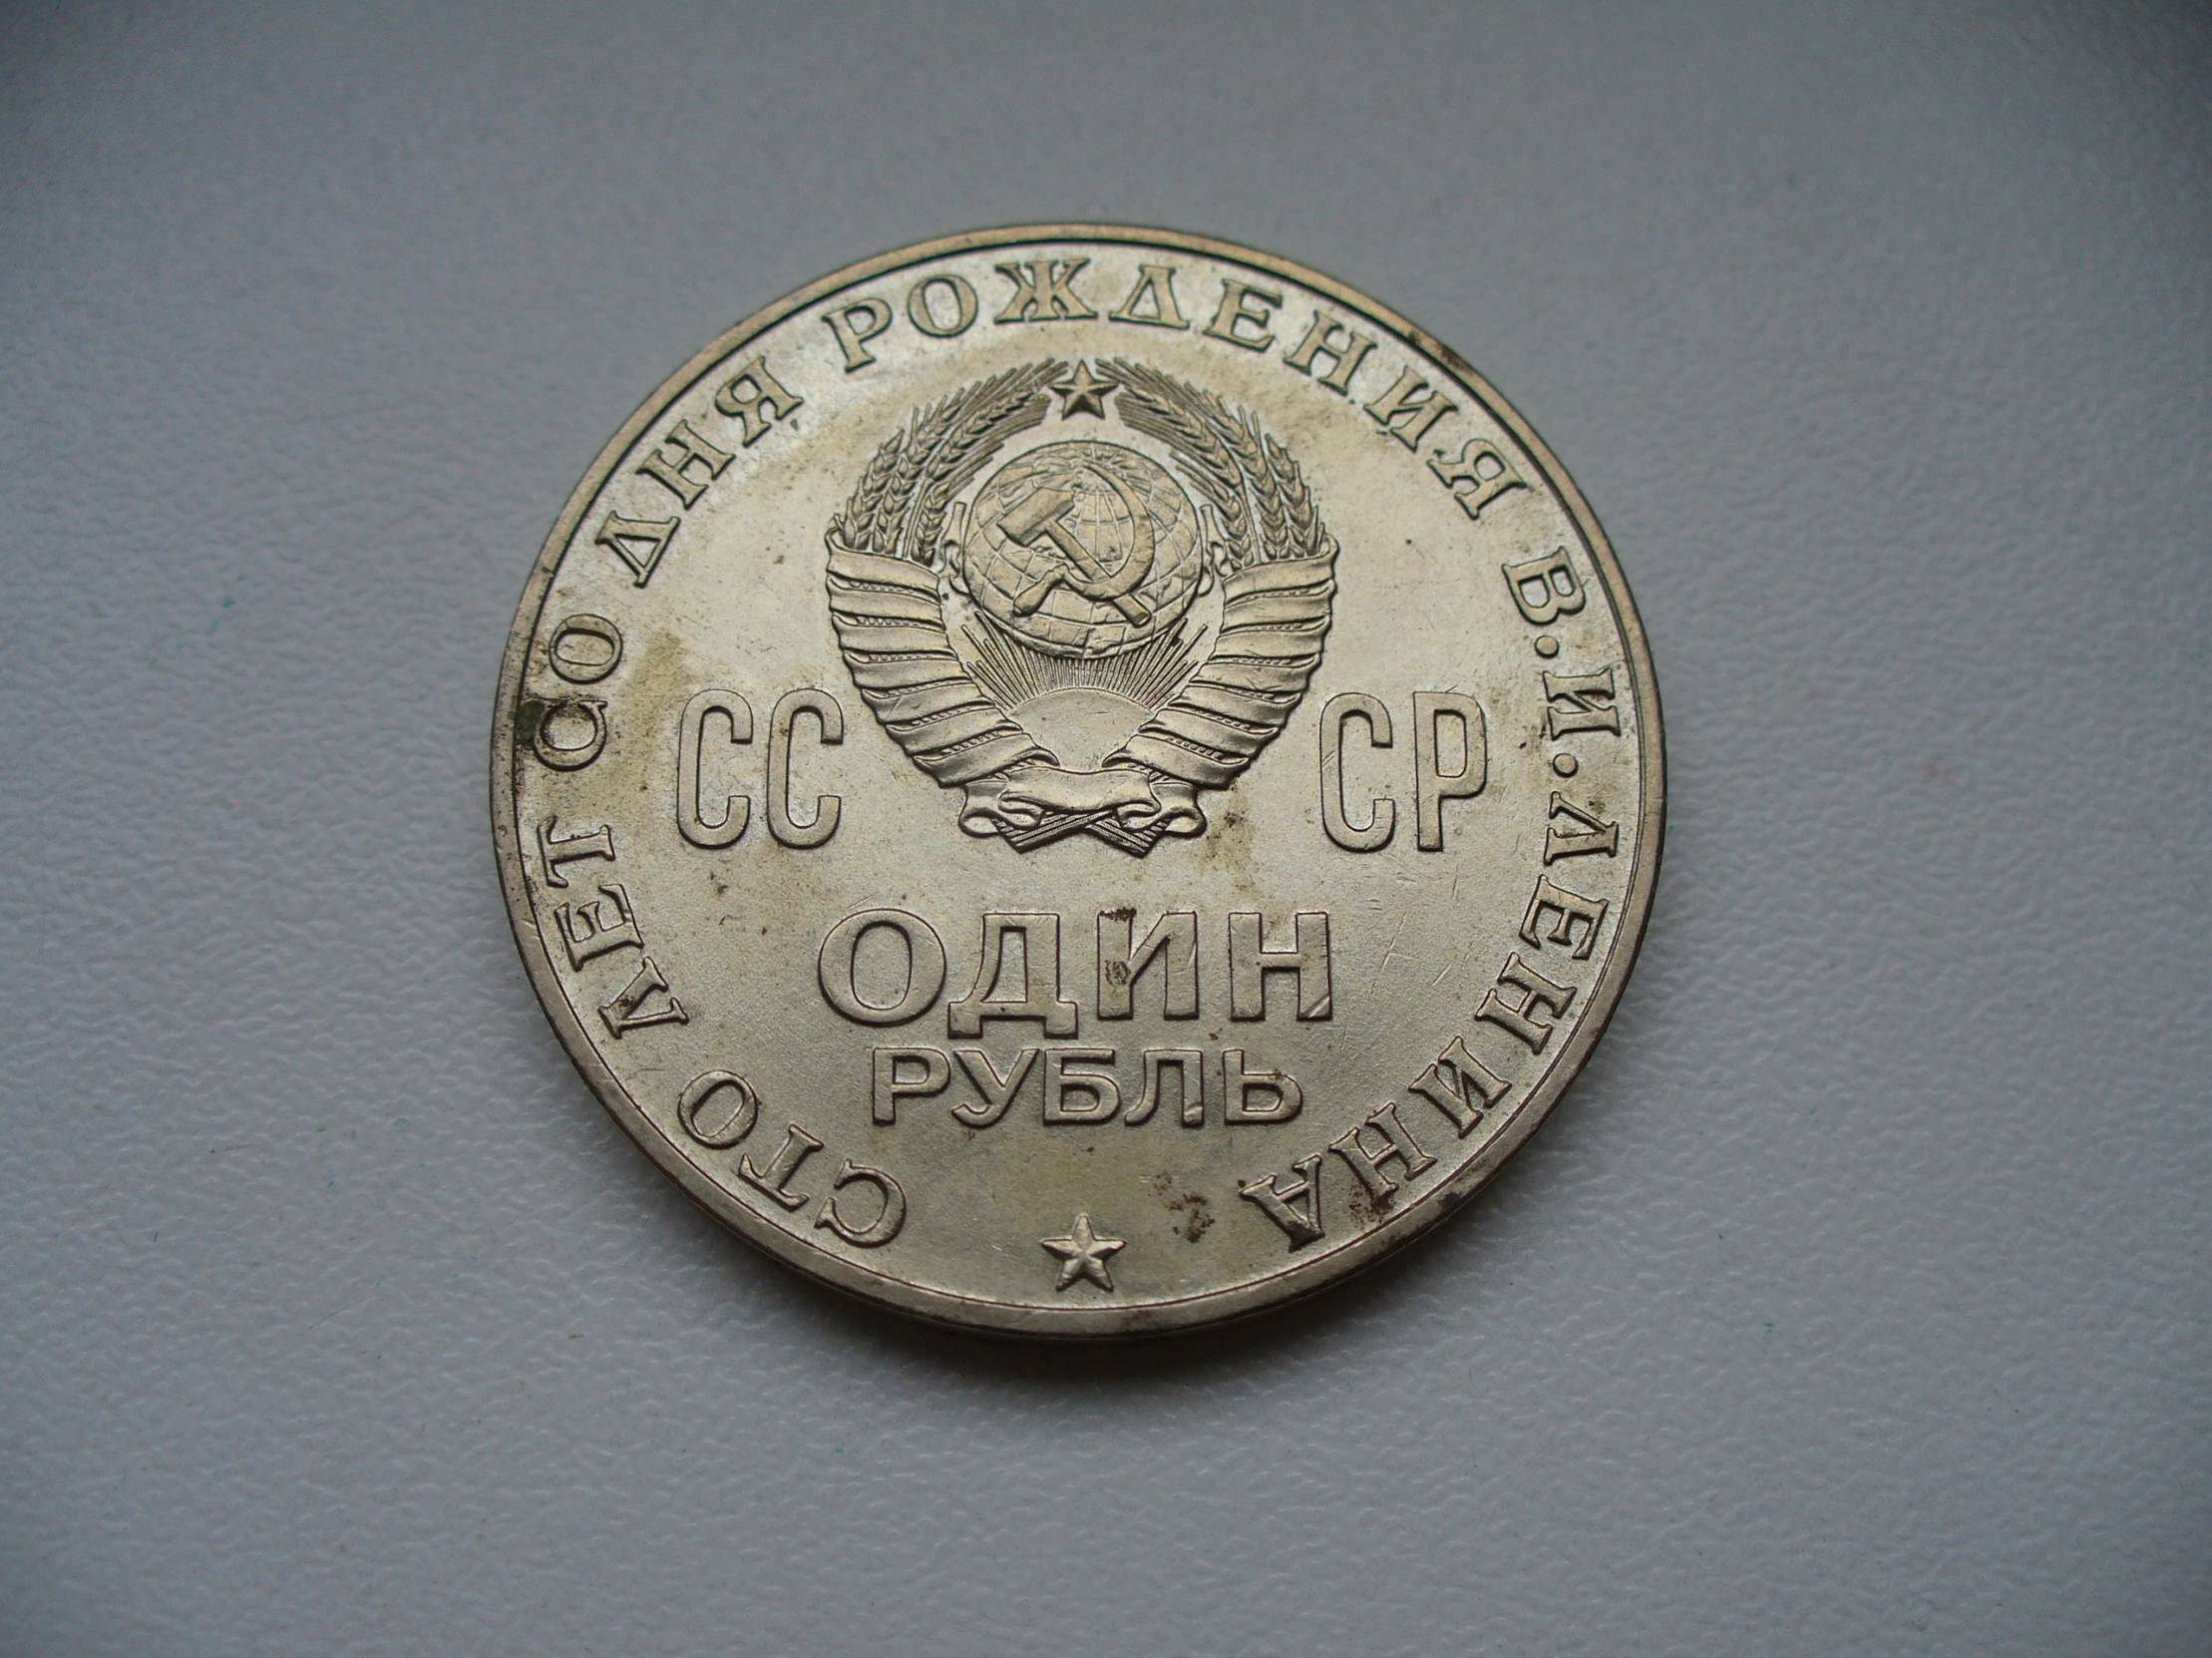 СТО ЛЕТ СО ДНЯ РОЖДЕНИЯ В.И.ЛЕНИНА
СС СР
ОДИН
РУБЛЬ